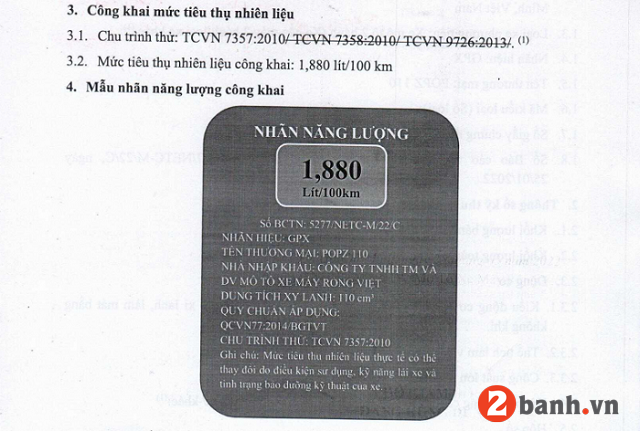 3. Công khai mức tiêu thụ nhiên liệu
3.1. Chu trình thử: TCVN 7357:2010/ TCVN 7358:2010/ TCVN 9726:2013/. (1)
3.2. Mức tiêu thụ nhiên liệu công khai: 1,880 lít/100 km
4. Mẫu nhãn năng lượng công khai
NHÃN NĂNG LƯỢNG
1,880
Lít/100km
Số BCTN: 5277/NETC-M/22/C
NHÃN HIỆU: GPX
TÊN THƯƠNG MẠI: POPZ 110
NHÀ NHẬP KHẨU: CÔNG TY TNHH TM VÀ
DV MÔ TÔ XE MÁY RONG VIỆT
DUNG TÍCH XY LANH: 110 cm³
QUY CHUẨN ÁP DỤNG:
QCVN77:2014/BGTVT
CHU TRÌNH THỬ: TCVN 7357:2010
Ghi chú: Mức tiêu thụ nhiên liệu thực tế có thể
thay đổi do điều kiện sử dụng, kỹ năng lái xe và
tình trạng bảo dưỡng kỹ thuật của xe.
2banh.vn